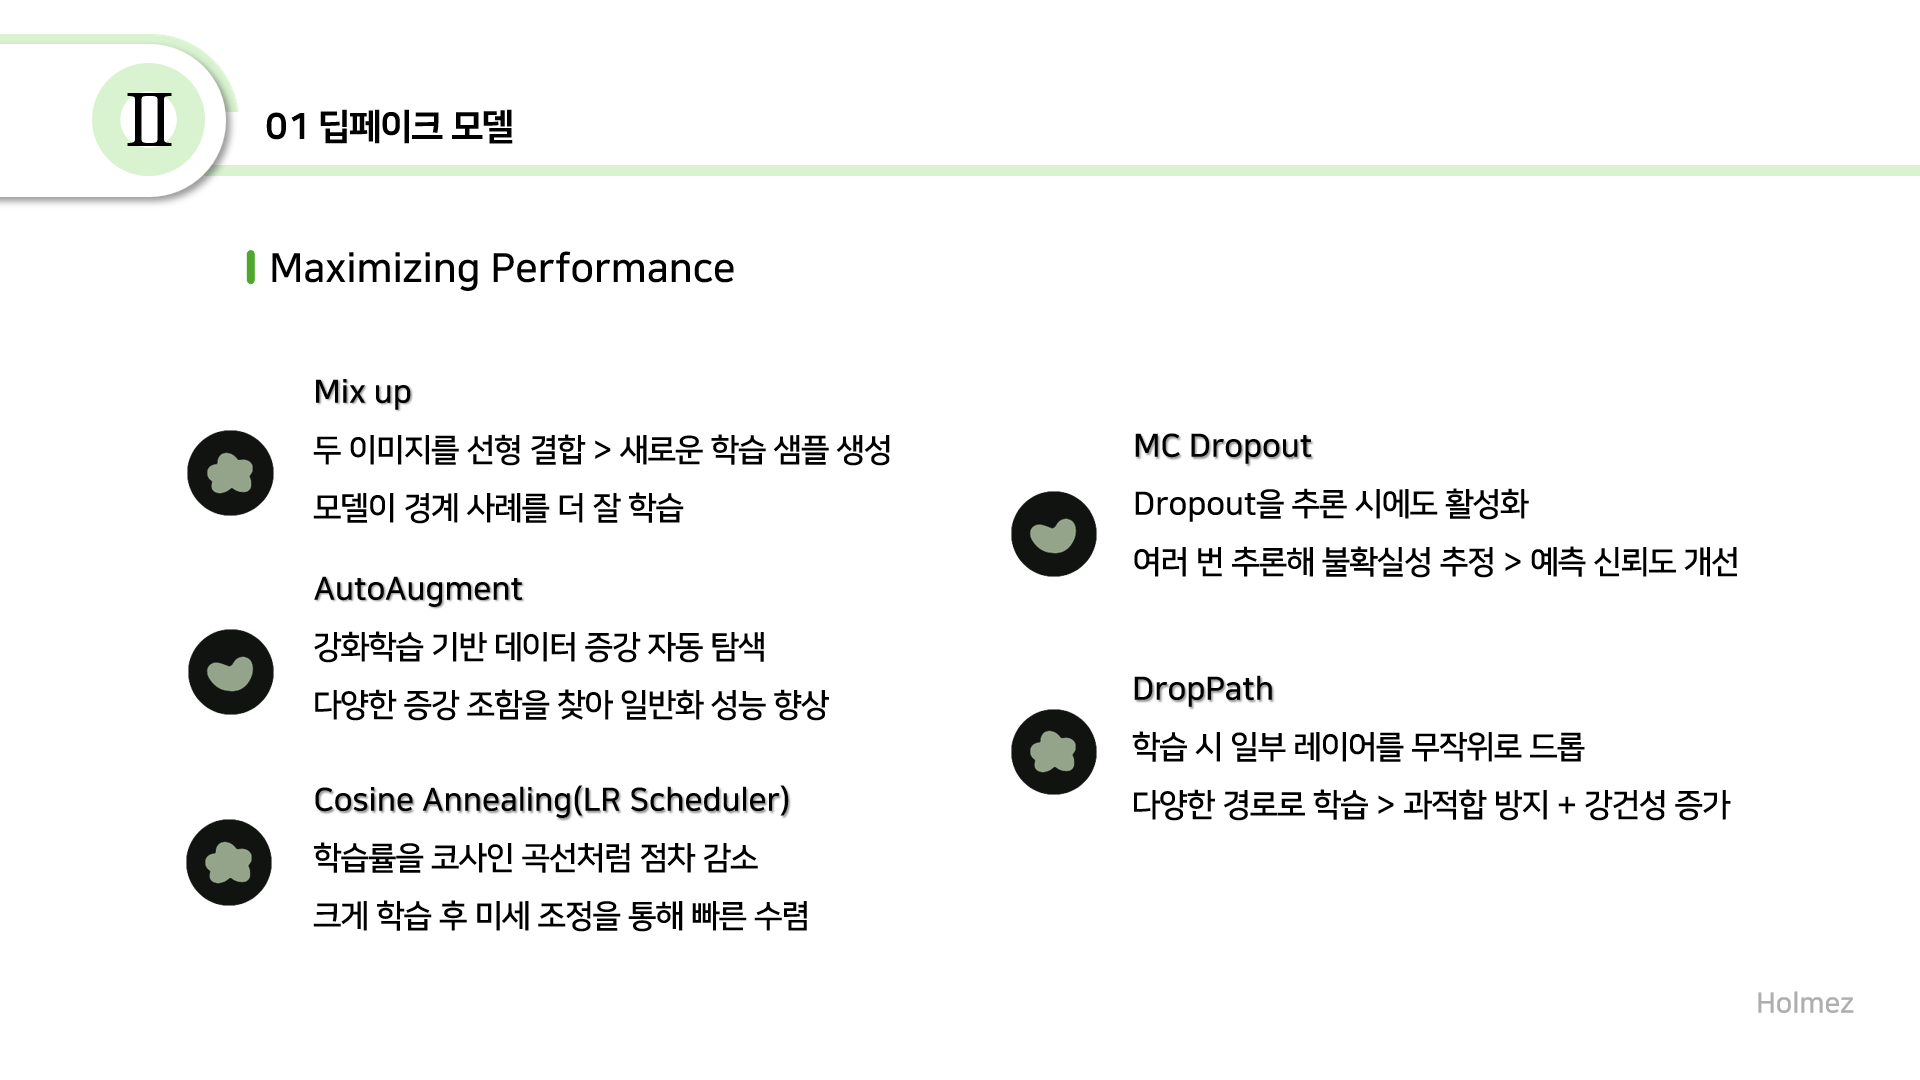 Ⅱ
01 딥페이크 모델
Maximizing Performance
Mix up
두 이미지를 선형 결합 > 새로운 학습 샘플 생성
모델이 경계 사례를 더 잘 학습
AutoAugment
강화학습 기반 데이터 증강 자동 탐색
다양한 증강 조합을 찾아 일반화 성능 향상
Cosine Annealing(LR Scheduler)
학습률을 코사인 곡선처럼 점차 감소
크게 학습 후 미세 조정을 통해 빠른 수렴
MC Dropout
Dropout을 추론 시에도 활성화
여러 번 추론해 불확실성 추정 > 예측 신뢰도 개선
DropPath
학습 시 일부 레이어를 무작위로 드롭
다양한 경로로 학습 > 과적합 방지 + 강건성 증가
Holmez